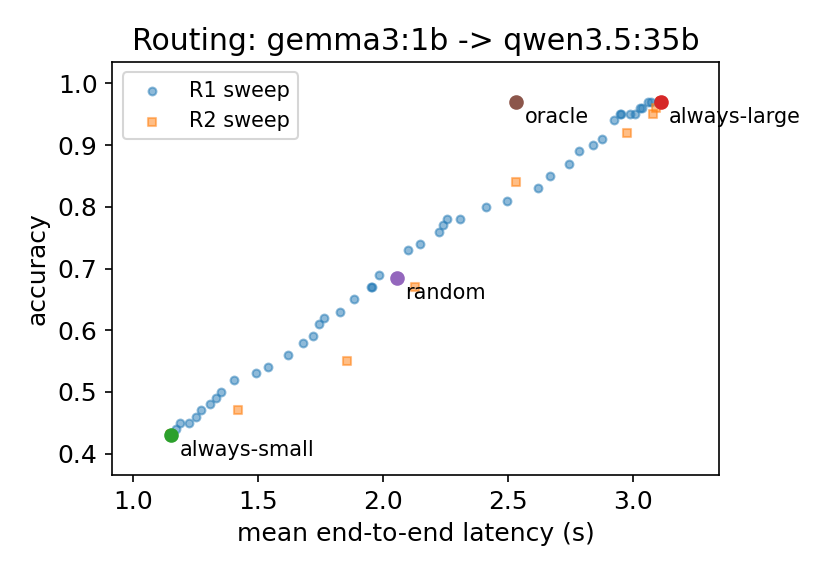 Routing: gemma3:1b -> qwen3.5:35b
R1 sweep
R2 sweep
oracle
always-large
random
always-small
accuracy
1.0
0.9
0.8
0.7
0.6
0.5
0.4
1.0 1.5 2.0 2.5 3.0
mean end-to-end latency (s)